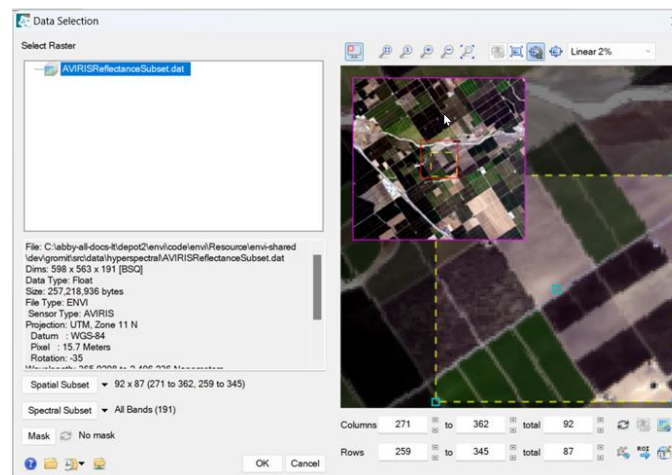 Data Selection
Select Raster
AVIRISReflectanceSubset.dat
Linear 2%
File: C:\abby-all-docs-lt\depot2\envi\code\envi\Resource\envi-shared
\dev\gromit\src\data\hyperspectral\AVIRISReflectanceSubset.dat
Dims: 598 x 563 x 191 [BSQ]
Data Type: Float
Size: 257,218,936 bytes
File Type: ENVI
Sensor Type: AVIRIS
Projection: UTM, Zone 11 N
Datum : WGS-84
Pixel : 15.7 Meters
Rotation: -35
Spatial Subset 92 x 87 (271 to 362, 259 to 345)
Spectral Subset All Bands (191)
Mask No mask
OK Cancel
Columns 271 to 362 total 92
Rows 259 to 345 total 87
ROI